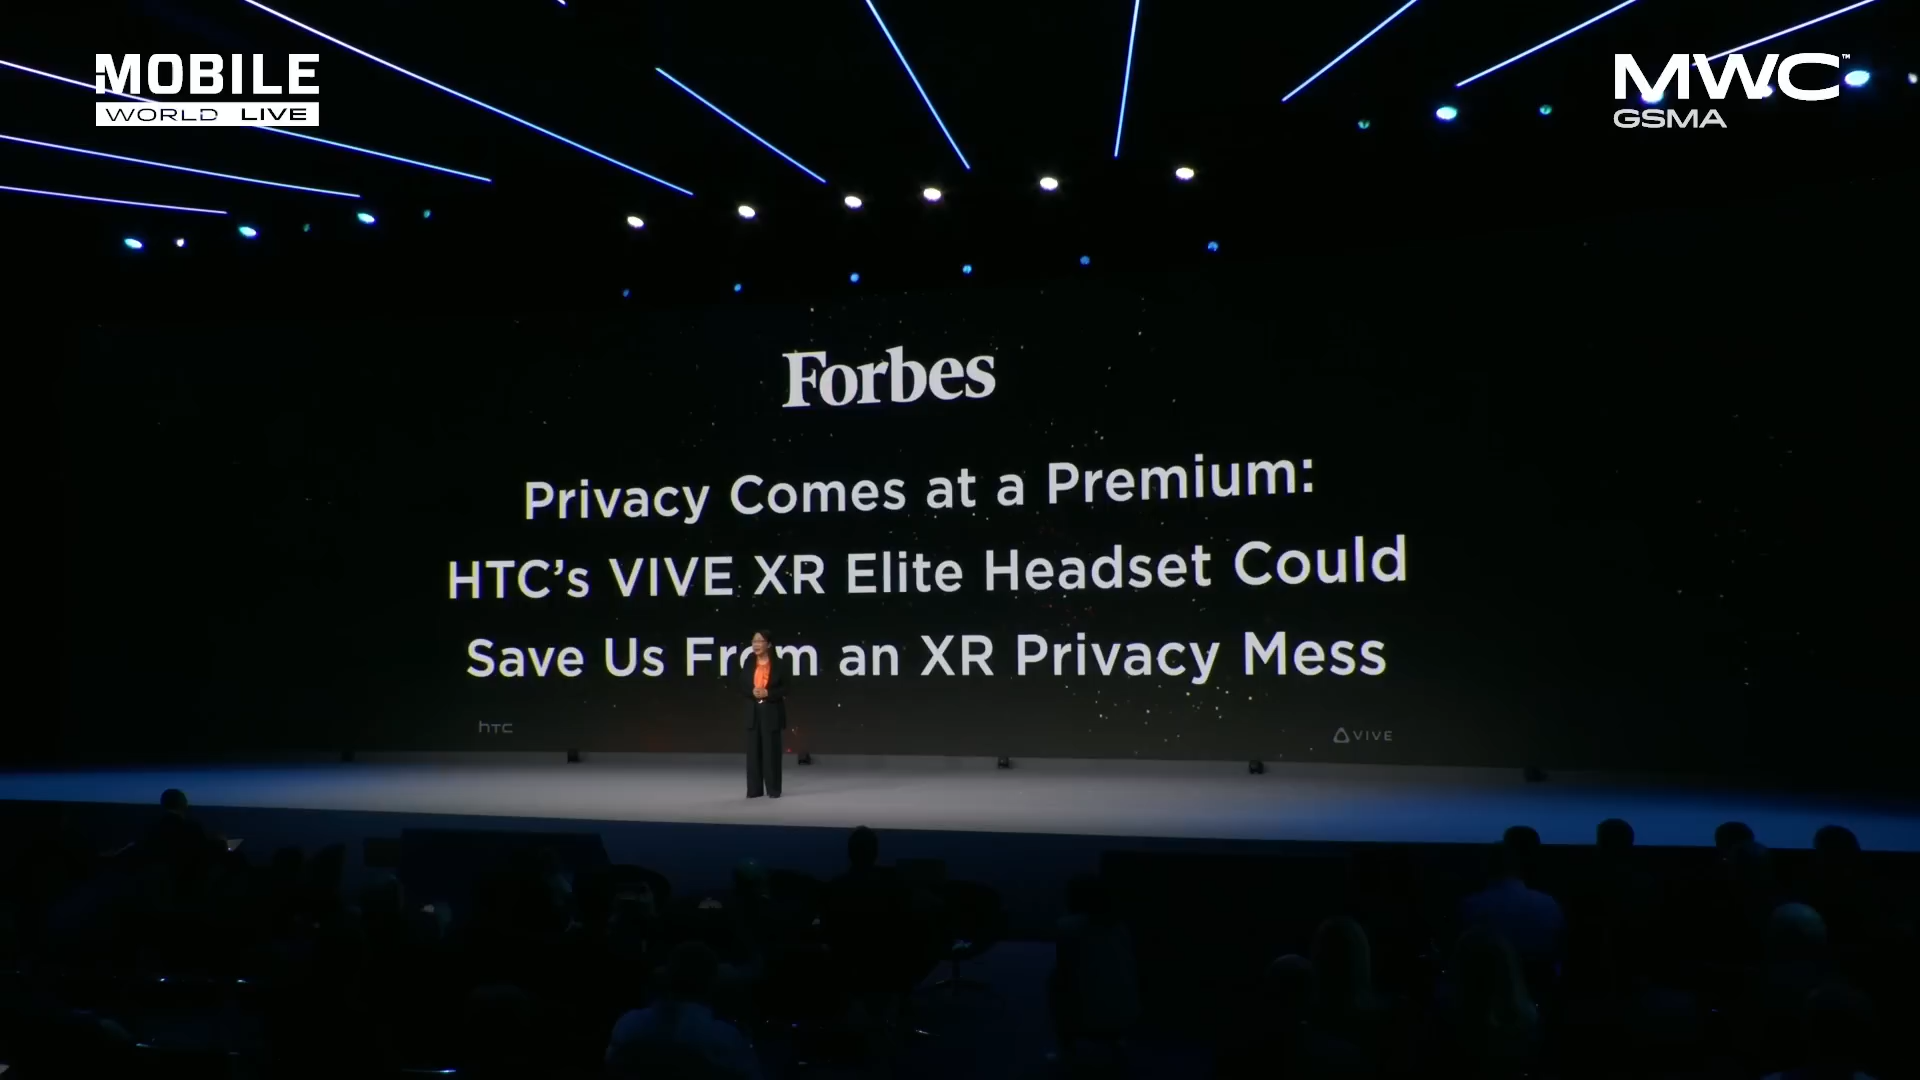 MOBILE
WORLD LIVE
MWC™
GSMA
Forbes
Privacy Comes at a Premium:
HTC's VIVE XR Elite Headset Could
Save Us From an XR Privacy Mess
hTC
VIVE